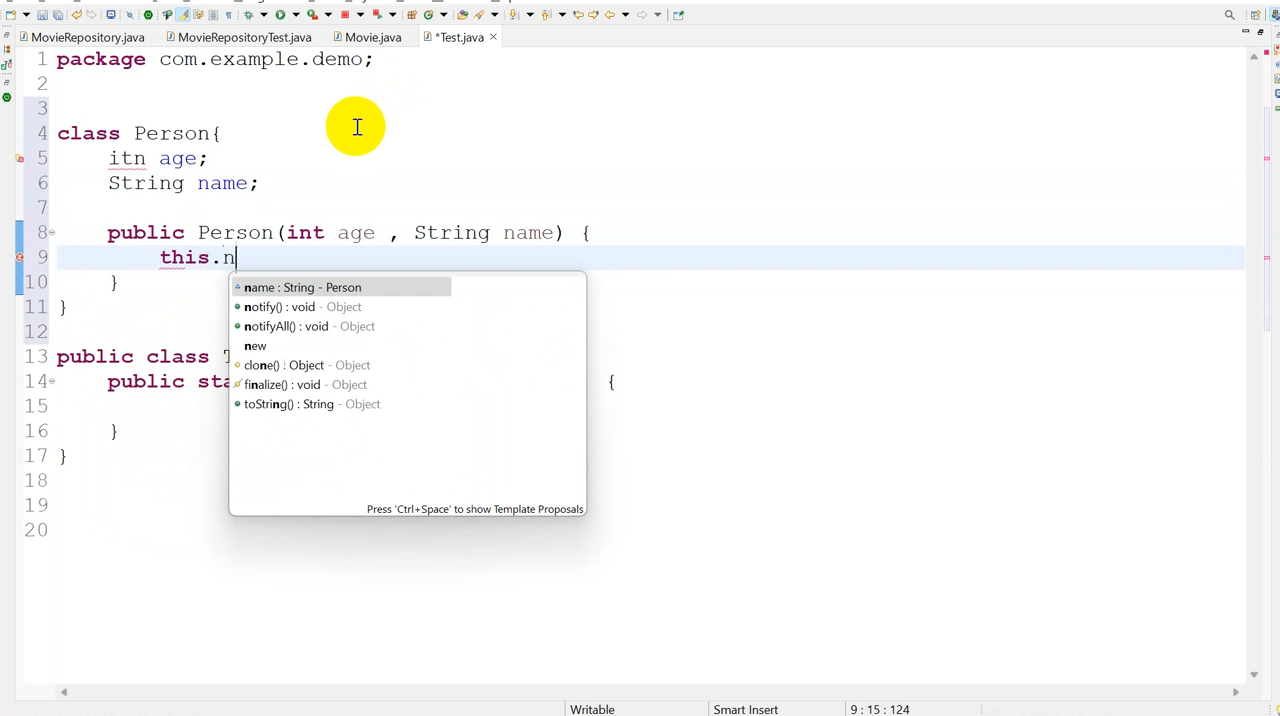 MovieRepository.java MovieRepositoryTest.java Movie.java *Test.java
1 package com.example.demo;
2
3
4 class Person{
5 itn age;
6 String name;
7
8 public Person(int age , String name) {
9 this.n
10 }
11 }
12
13 public class
14 public sta {
15
16 }
17 }
18
19
20
name : String - Person
notify() : void - Object
notifyAll() : void - Object
new
clone() : Object - Object
finalize() : void - Object
toString() : String - Object
Press 'Ctrl+Space' to show Template Proposals
Writable Smart Insert 9 : 15 : 124